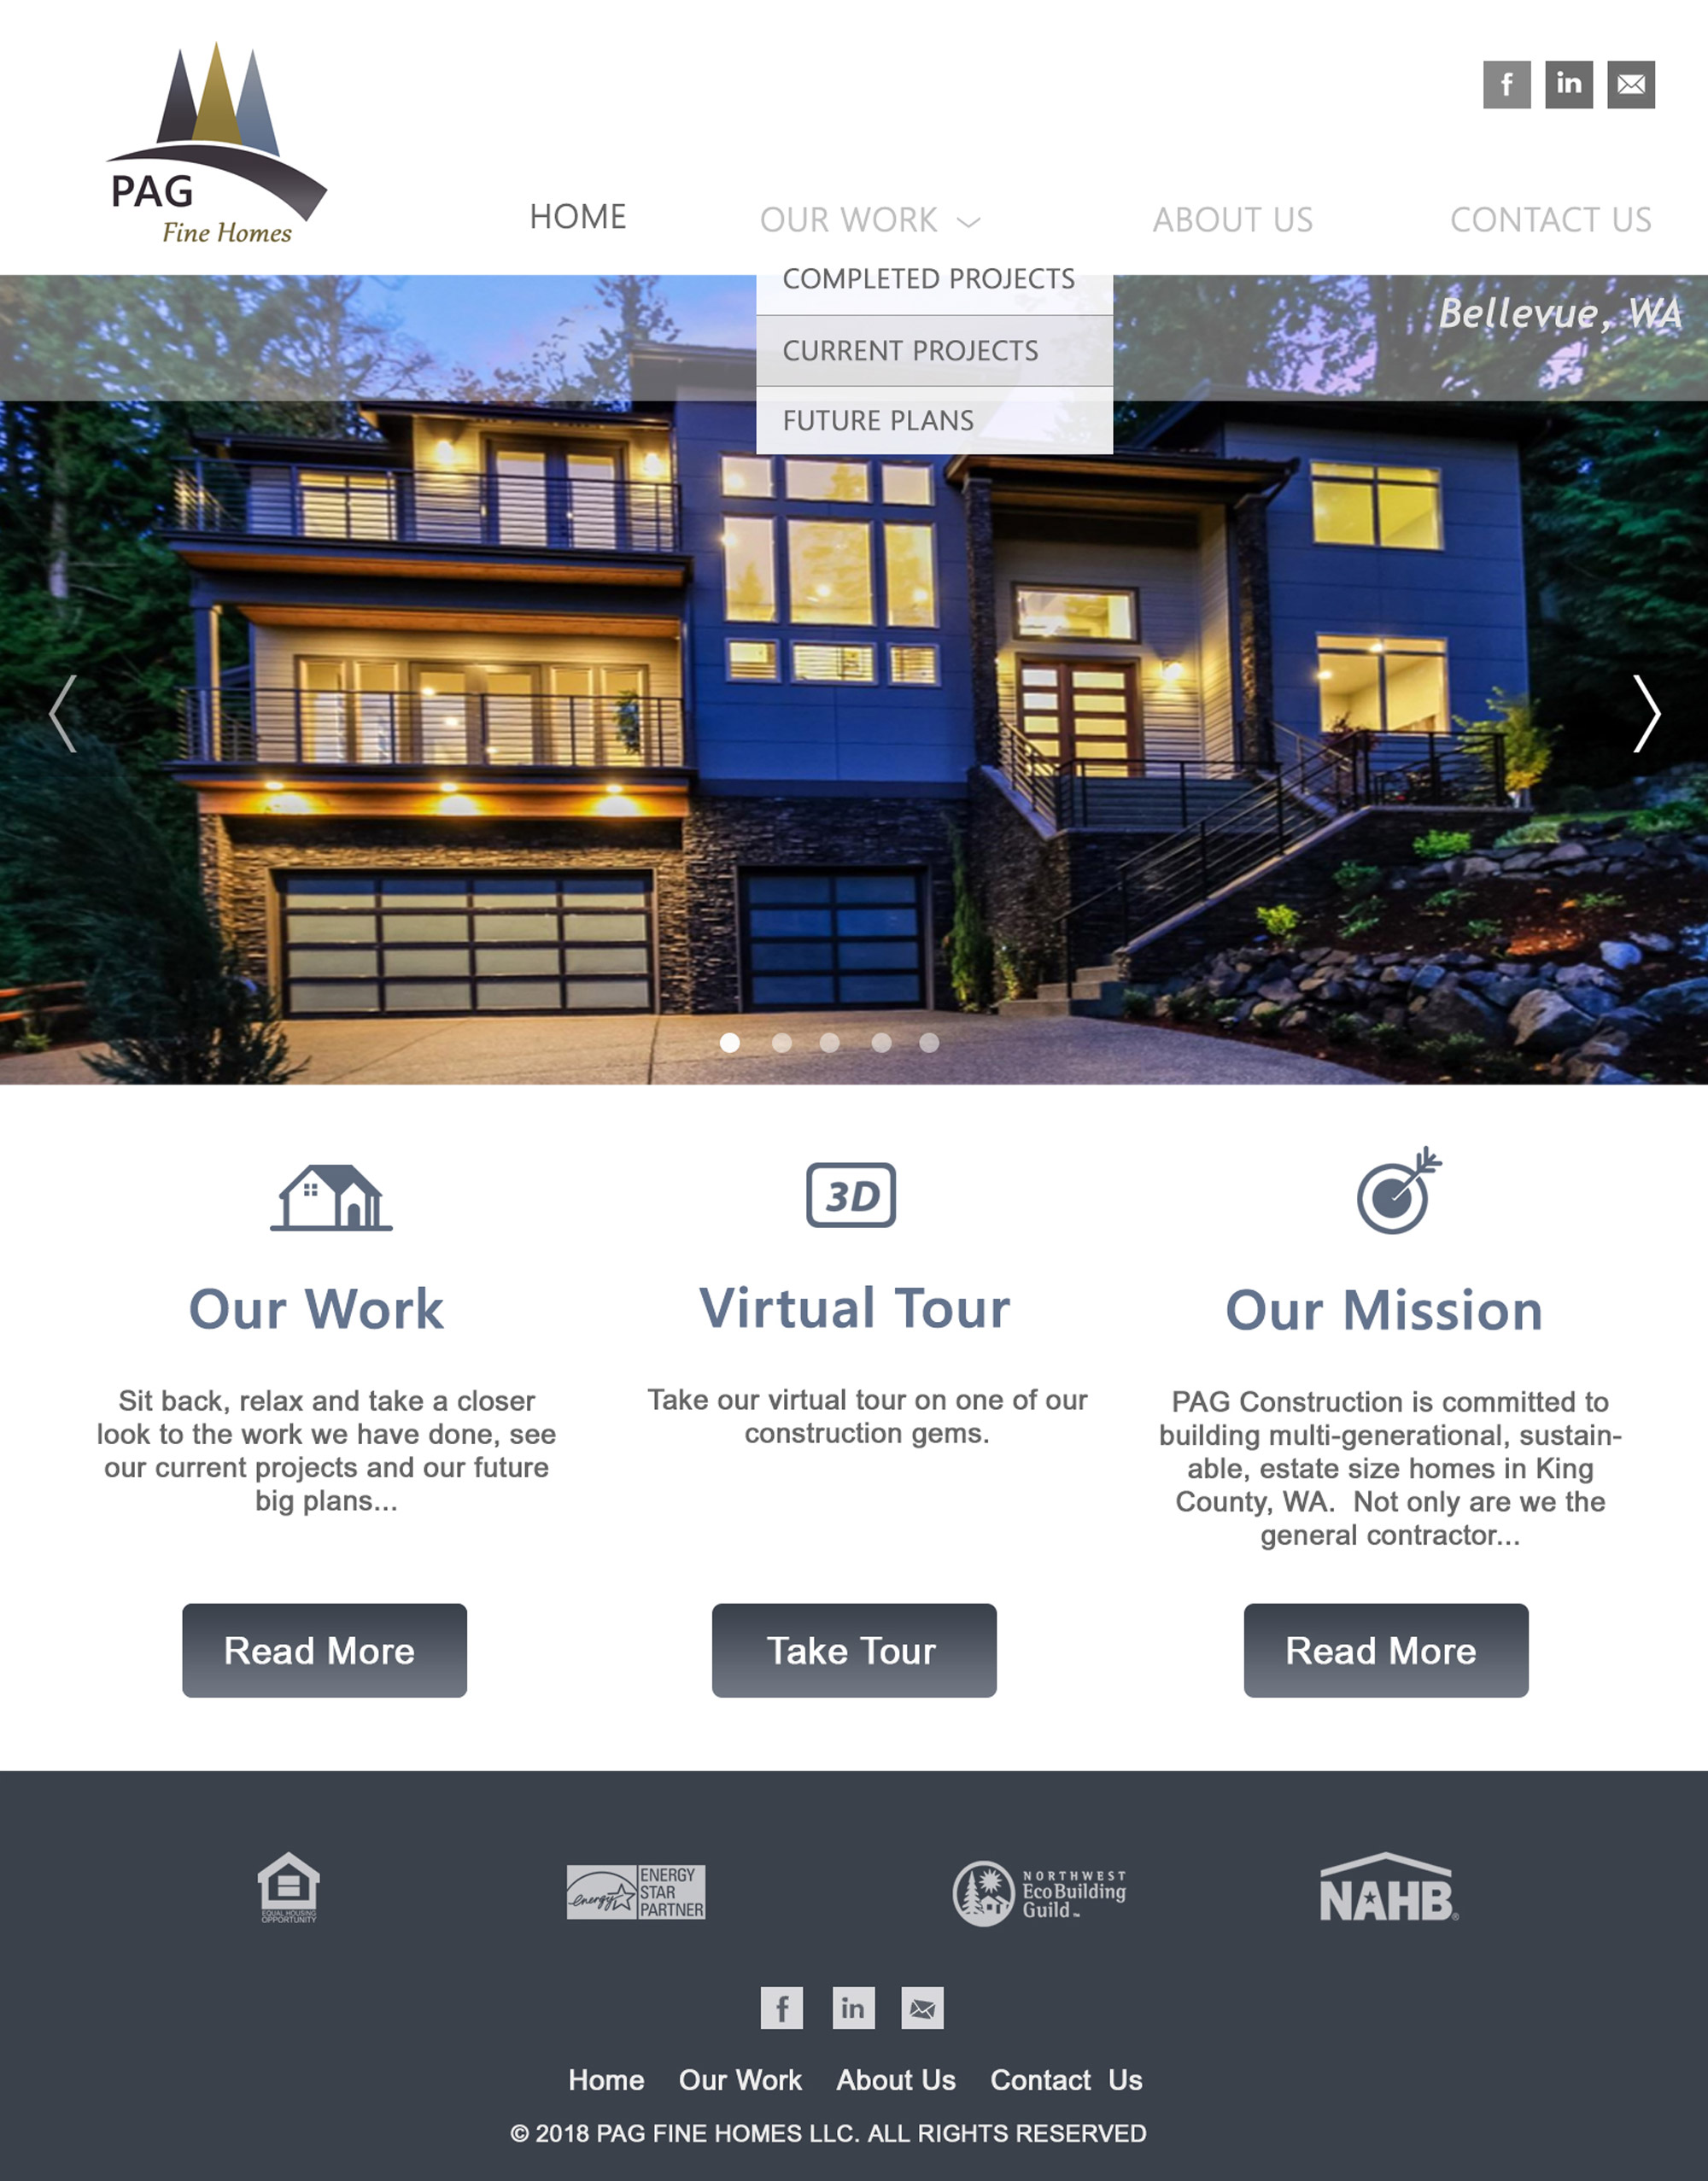 PAG
Fine Homes
f in
HOME OUR WORK ABOUT US CONTACT US
COMPLETED PROJECTS
CURRENT PROJECTS
FUTURE PLANS
Bellevue, WA
3D
Our Work
Sit back, relax and take a closer
look to the work we have done, see
our current projects and our future
big plans...
Read More
Virtual Tour
Take our virtual tour on one of our
construction gems.
Take Tour
Our Mission
PAG Construction is committed to
building multi-generational, sustain-
able, estate size homes in King
County, WA.  Not only are we the
general contractor...
Read More
EQUAL HOUSING
OPPORTUNITY
energy
ENERGY
STAR
PARTNER
NORTHWEST
EcoBuilding
Guild™
NAHB®
f in
Home Our Work About Us Contact  Us
© 2018 PAG FINE HOMES LLC. ALL RIGHTS RESERVED